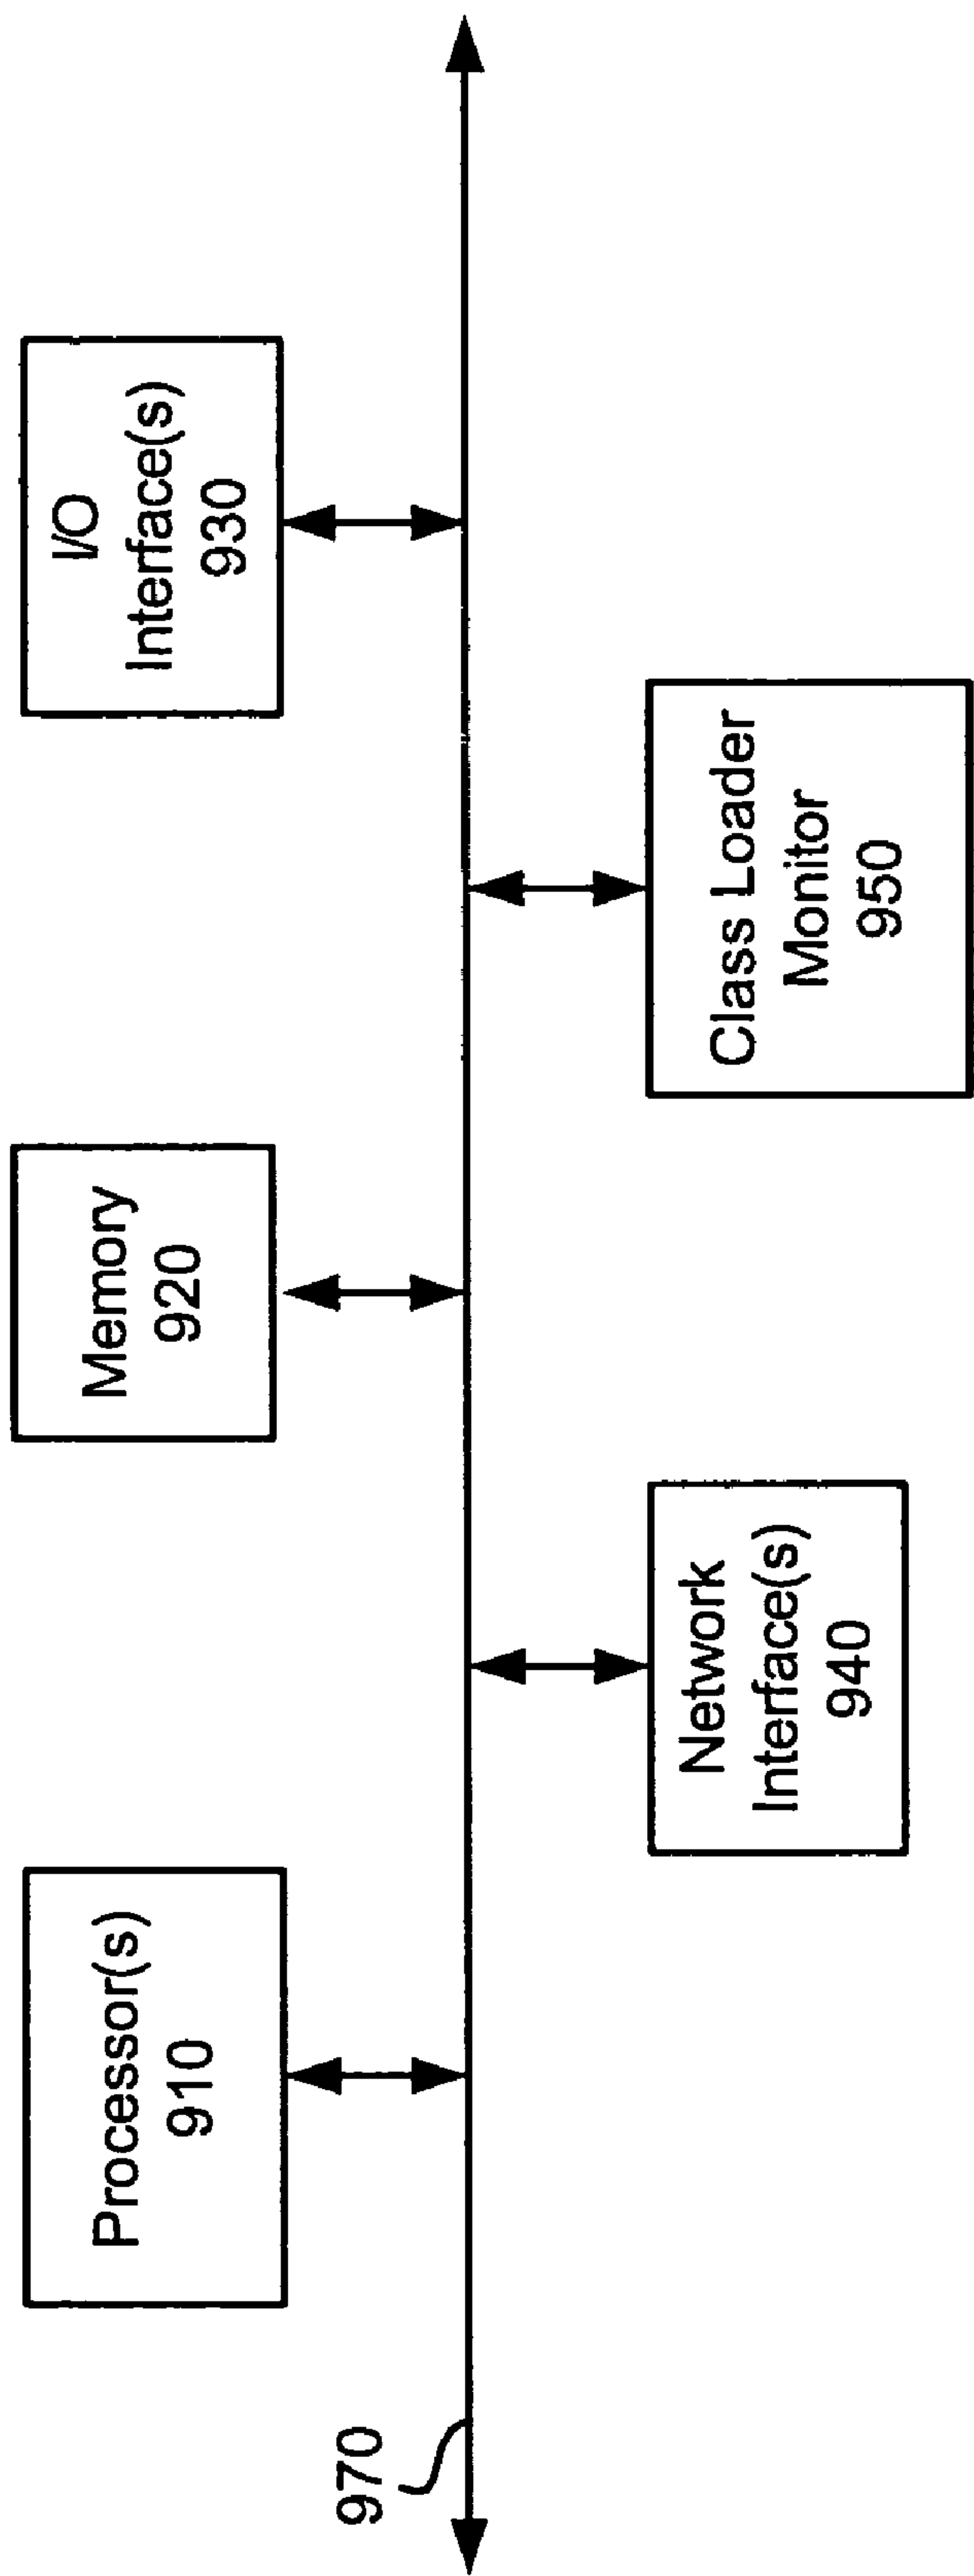 Processor(s)
910
Memory
920
I/O
Interface(s)
930
970
Network
Interface(s)
940
Class Loader
Monitor
950